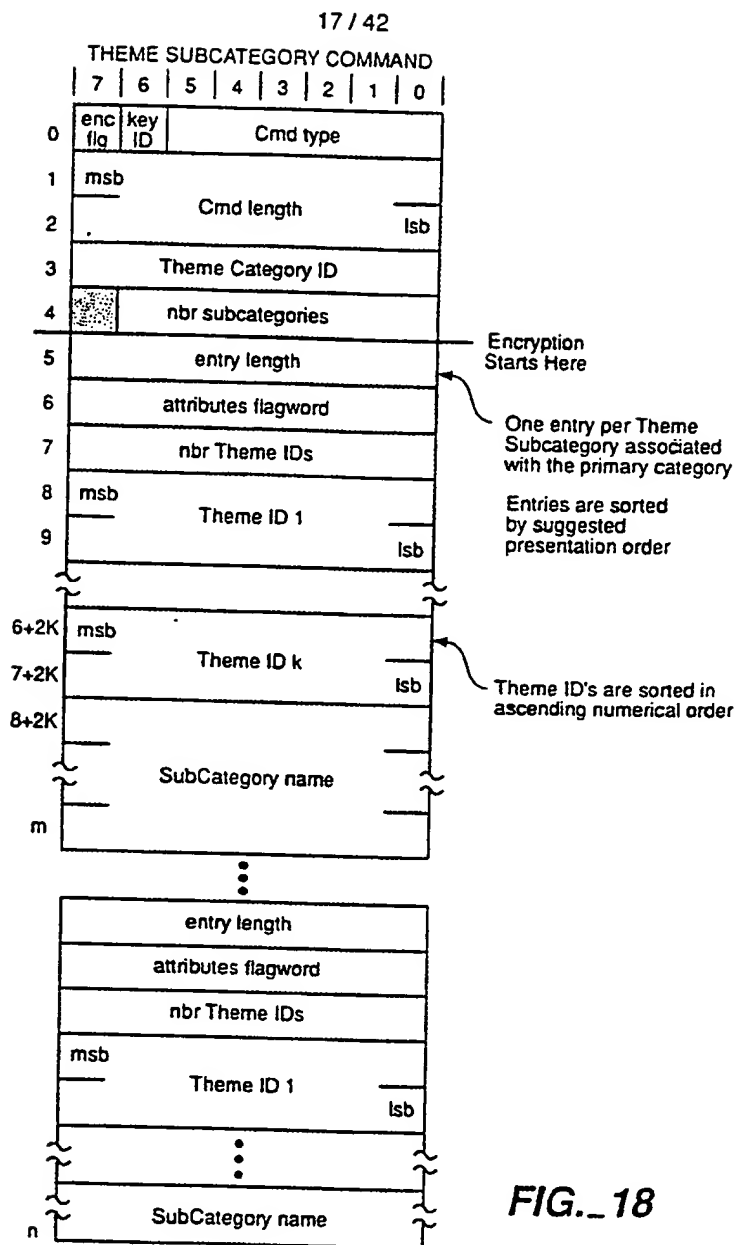 17 / 42
THEME SUBCATEGORY COMMAND
7 6 5 4 3 2 1 0
0 enc flg key ID Cmd type
1 msb
Cmd length
2 lsb
3 Theme Category ID
4 nbr subcategories
Encryption
Starts Here
5 entry length
6 attributes flagword
One entry per Theme
Subcategory associated
with the primary category
7 nbr Theme IDs
8 msb
Theme ID 1
9 lsb
Entries are sorted
by suggested
presentation order
6+2K msb
Theme ID k
7+2K lsb
Theme ID's are sorted in
ascending numerical order
8+2K
SubCategory name
m
entry length
attributes flagword
nbr Theme IDs
msb
Theme ID 1
lsb
SubCategory name
n
FIG._18